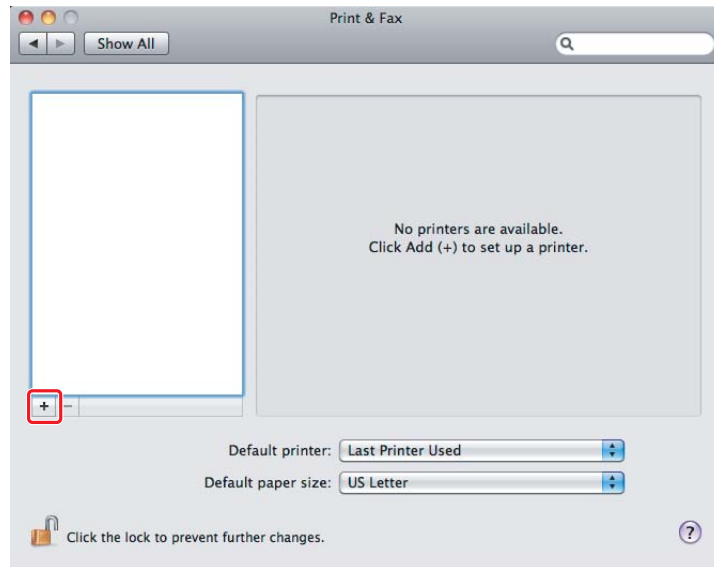 Print & Fax
Show All
No printers are available.
Click Add (+) to set up a printer.
+ −
Default printer: Last Printer Used
Default paper size: US Letter
Click the lock to prevent further changes.
?